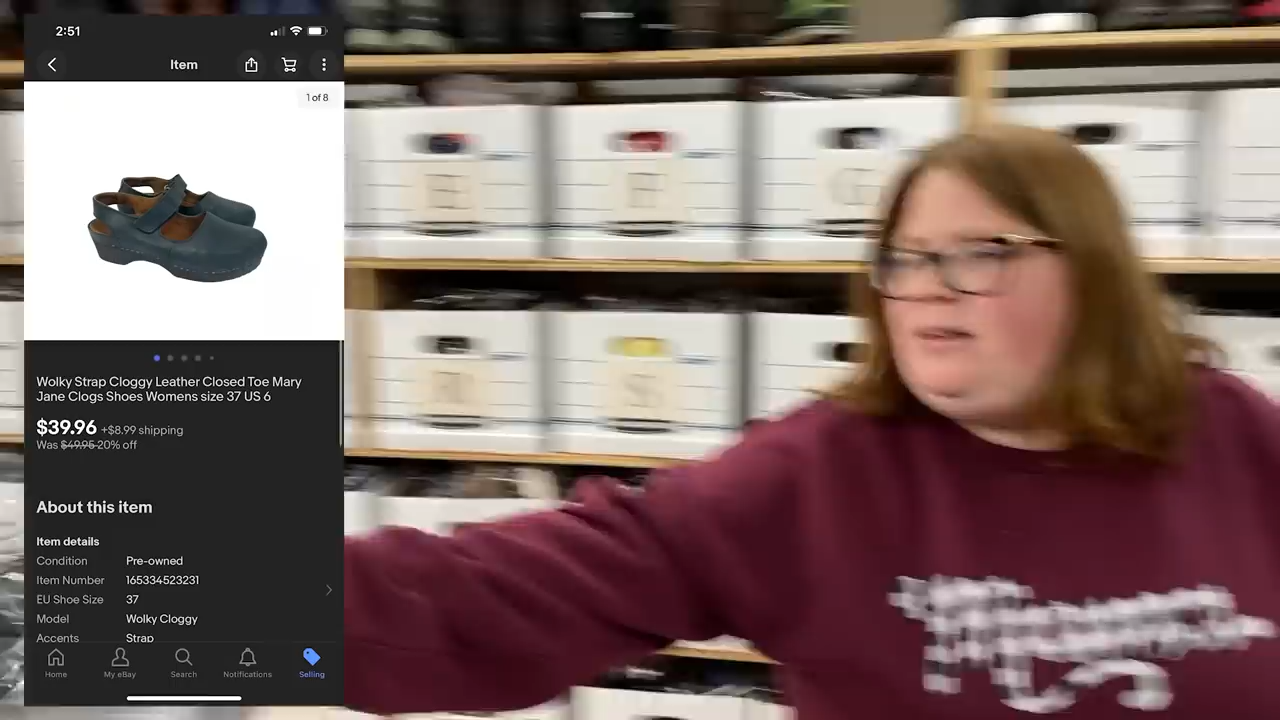 2:51
Item
1 of 8
Wolky Strap Cloggy Leather Closed Toe Mary
Jane Clogs Shoes Womens size 37 US 6
$39.96 +$8.99 shipping
Was $49.95 20% off
About this item
Item details
Condition Pre-owned
Item Number 165334523231
EU Shoe Size 37
Model Wolky Cloggy
Accents Strap
Home My eBay Search Notifications Selling